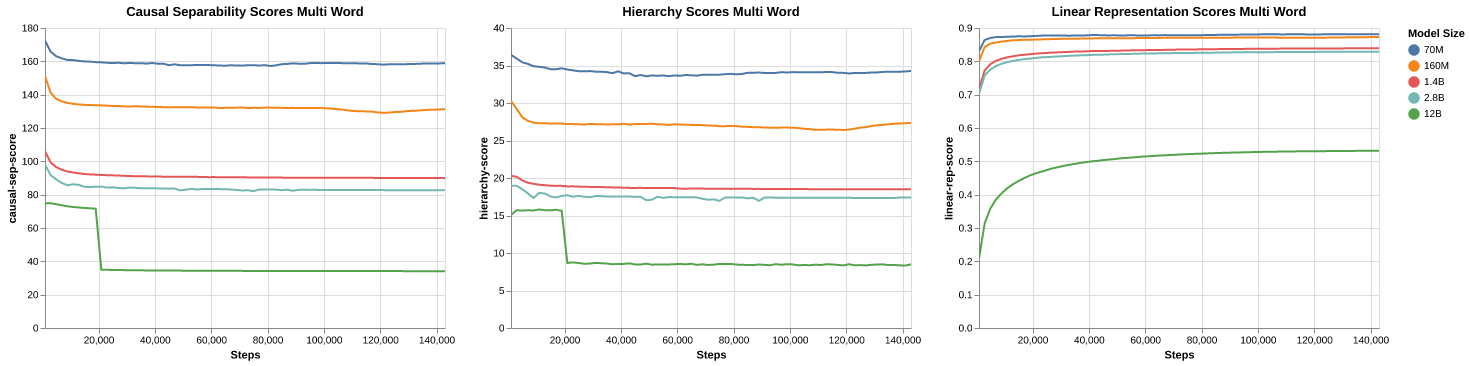 Causal Separability Scores Multi Word
causal-sep-score
180
160
140
120
100
80
60
40
20
0
20,000 40,000 60,000 80,000 100,000 120,000 140,000
Steps
Hierarchy Scores Multi Word
hierarchy-score
40
35
30
25
20
15
10
5
0
20,000 40,000 60,000 80,000 100,000 120,000 140,000
Steps
Linear Representation Scores Multi Word
linear-rep-score
0.9
0.8
0.7
0.6
0.5
0.4
0.3
0.2
0.1
0.0
20,000 40,000 60,000 80,000 100,000 120,000 140,000
Steps
Model Size
70M
160M
1.4B
2.8B
12B